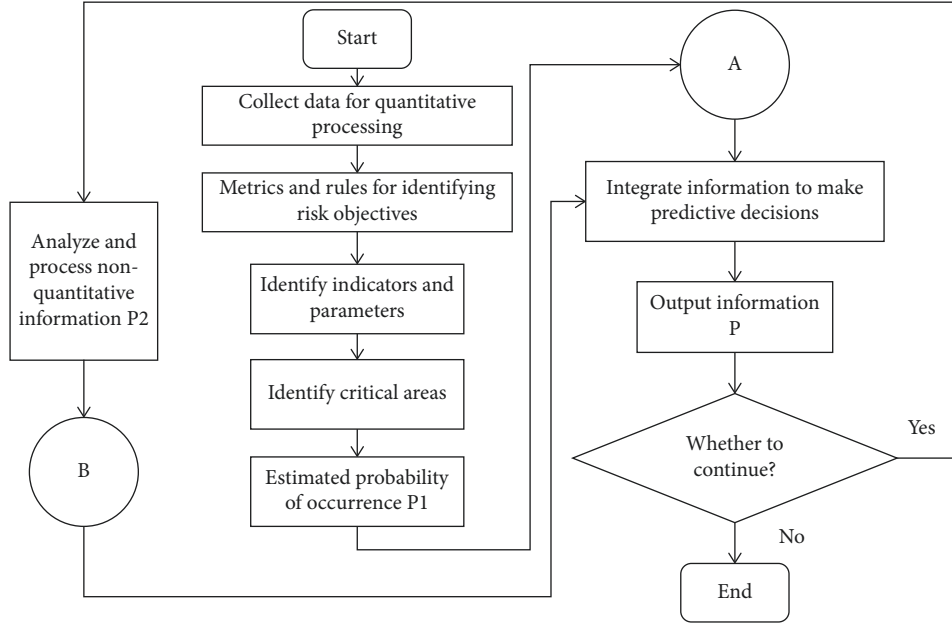 Start
Collect data for quantitative
processing
Metrics and rules for identifying
risk objectives
Identify indicators and
parameters
Identify critical areas
Estimated probability
of occurrence P1
Analyze and
process non-
quantitative
information P2
B
A
Integrate information to make
predictive decisions
Output information
P
Whether to
continue?
Yes
No
End